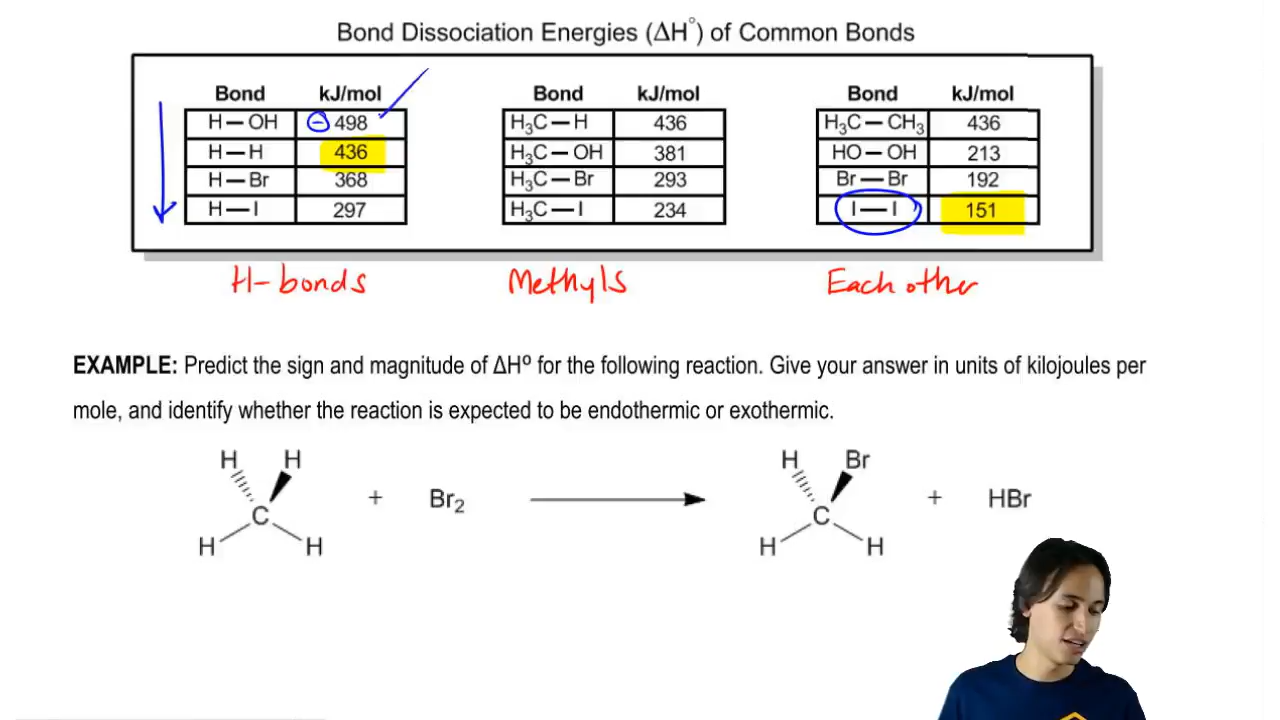 Bond Dissociation Energies (ΔH°) of Common Bonds
Bond kJ/mol Bond kJ/mol Bond kJ/mol
H—OH ⊖ 498 H₃C—H 436 H₃C—CH₃ 436
H—H 436 H₃C—OH 381 HO—OH 213
H—Br 368 H₃C—Br 293 Br—Br 192
H—I 297 H₃C—I 234 I—I 151
H-bonds Methyls Each other
EXAMPLE: Predict the sign and magnitude of ΔHº for the following reaction. Give your answer in units of kilojoules per
mole, and identify whether the reaction is expected to be endothermic or exothermic.
H H H Br
C + Br₂ C + HBr
H H H H